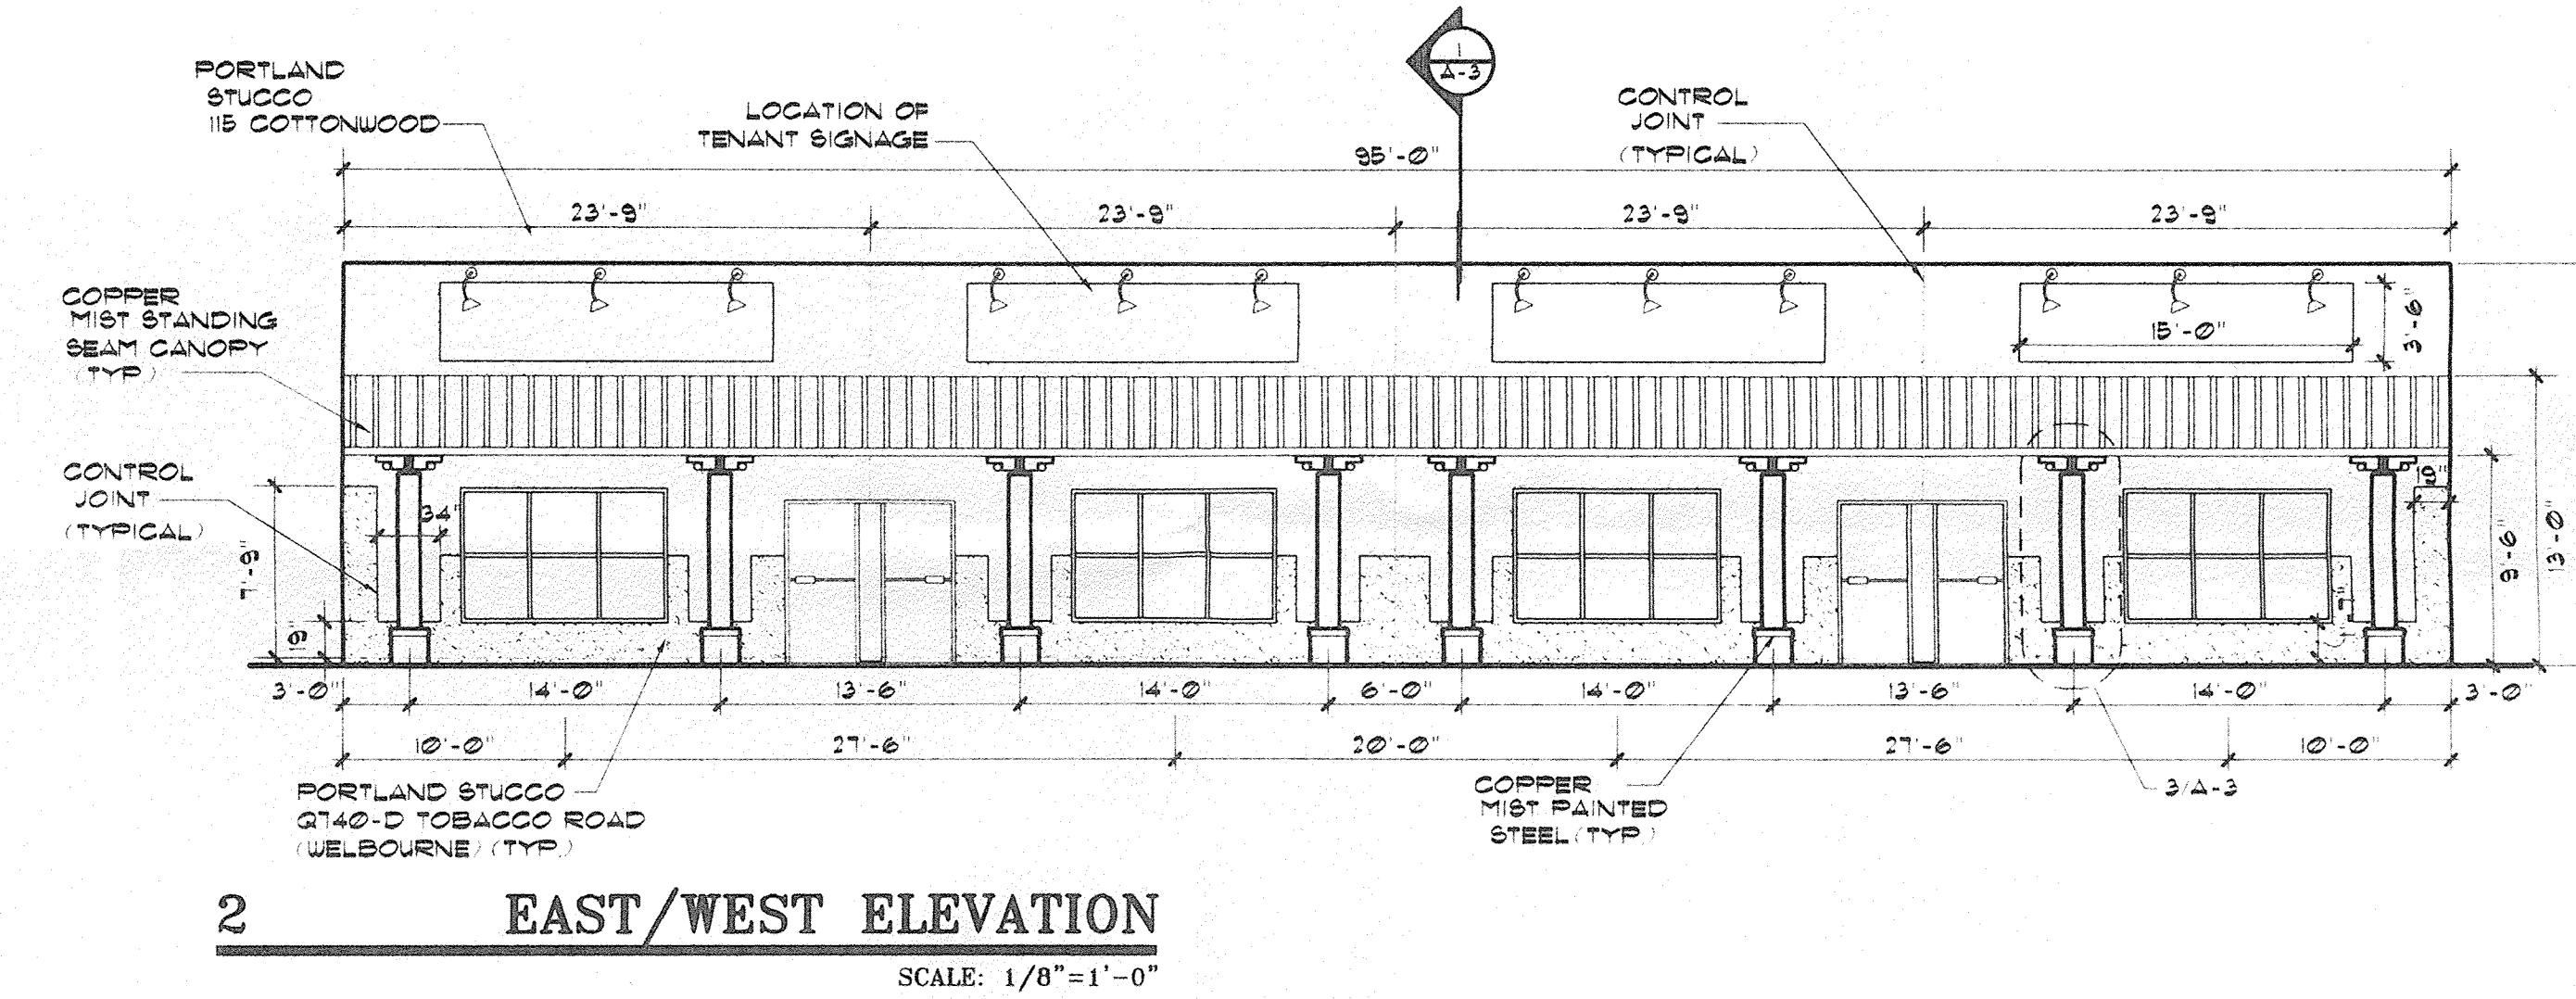 1
A-3
PORTLAND
STUCCO
115 COTTONWOOD
LOCATION OF
TENANT SIGNAGE
CONTROL
JOINT
(TYPICAL)
95'-0"
23'-9" 23'-9" 23'-9" 23'-9"
COPPER
MIST STANDING
SEAM CANOPY
(TYP.)
15'-0"
3'-6"
CONTROL
JOINT
(TYPICAL)
34"
9'-6"
13'-0"
3'-0" 14'-0" 13'-6" 14'-0" 6'-0" 14'-0" 13'-6" 14'-0" 3'-0"
10'-0" 27'-6" 20'-0" 27'-6" 10'-0"
PORTLAND STUCCO
Q740-D TOBACCO ROAD
(WELBOURNE) (TYP.)
COPPER
MIST PAINTED
STEEL (TYP.)
3/A-3
2 EAST/WEST ELEVATION
SCALE: 1/8"=1'-0"